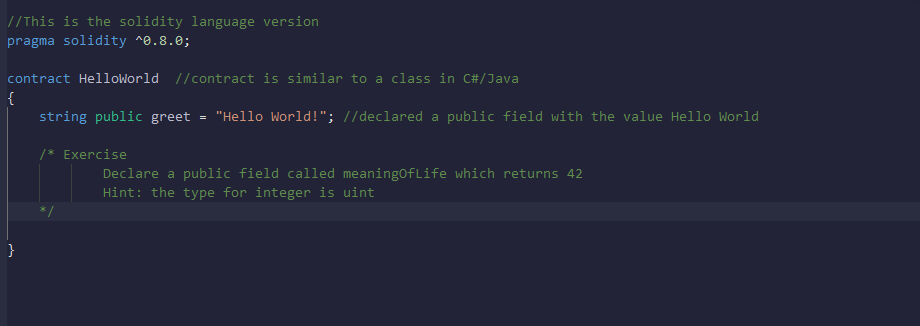 //This is the solidity language version
pragma solidity ^0.8.0;
contract HelloWorld  //contract is similar to a class in C#/Java
{
    string public greet = "Hello World!"; //declared a public field with the value Hello World
    /* Exercise
            Declare a public field called meaningOfLife which returns 42
            Hint: the type for integer is uint
    */
}